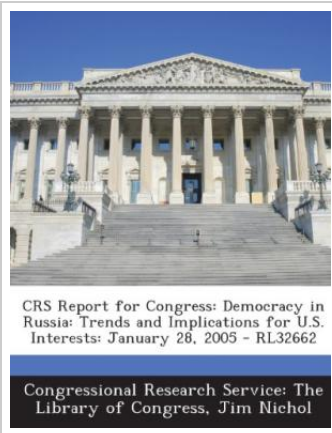 CRS Report for Congress: Democracy in
Russia: Trends and Implications for U.S.
Interests: January 28, 2005 - RL32662
Congressional Research Service: The
Library of Congress, Jim Nichol